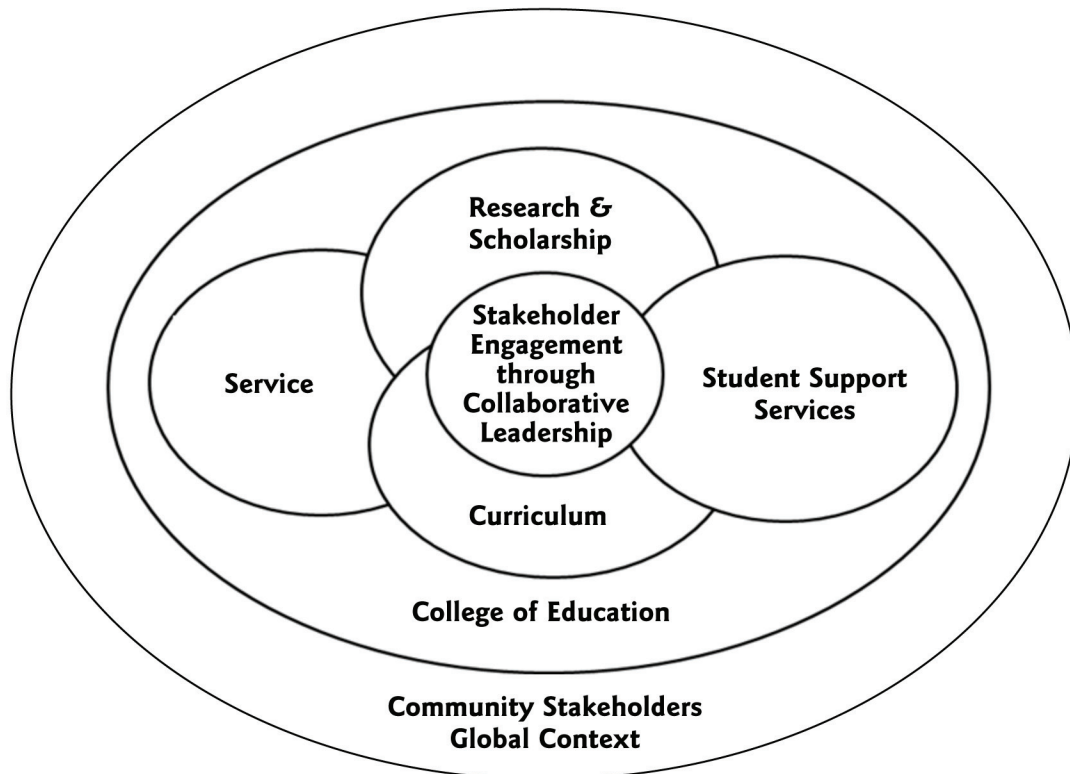 Research &
Scholarship
Stakeholder
Engagement
through
Collaborative
Leadership
Service
Student Support
Services
Curriculum
College of Education
Community Stakeholders
Global Context